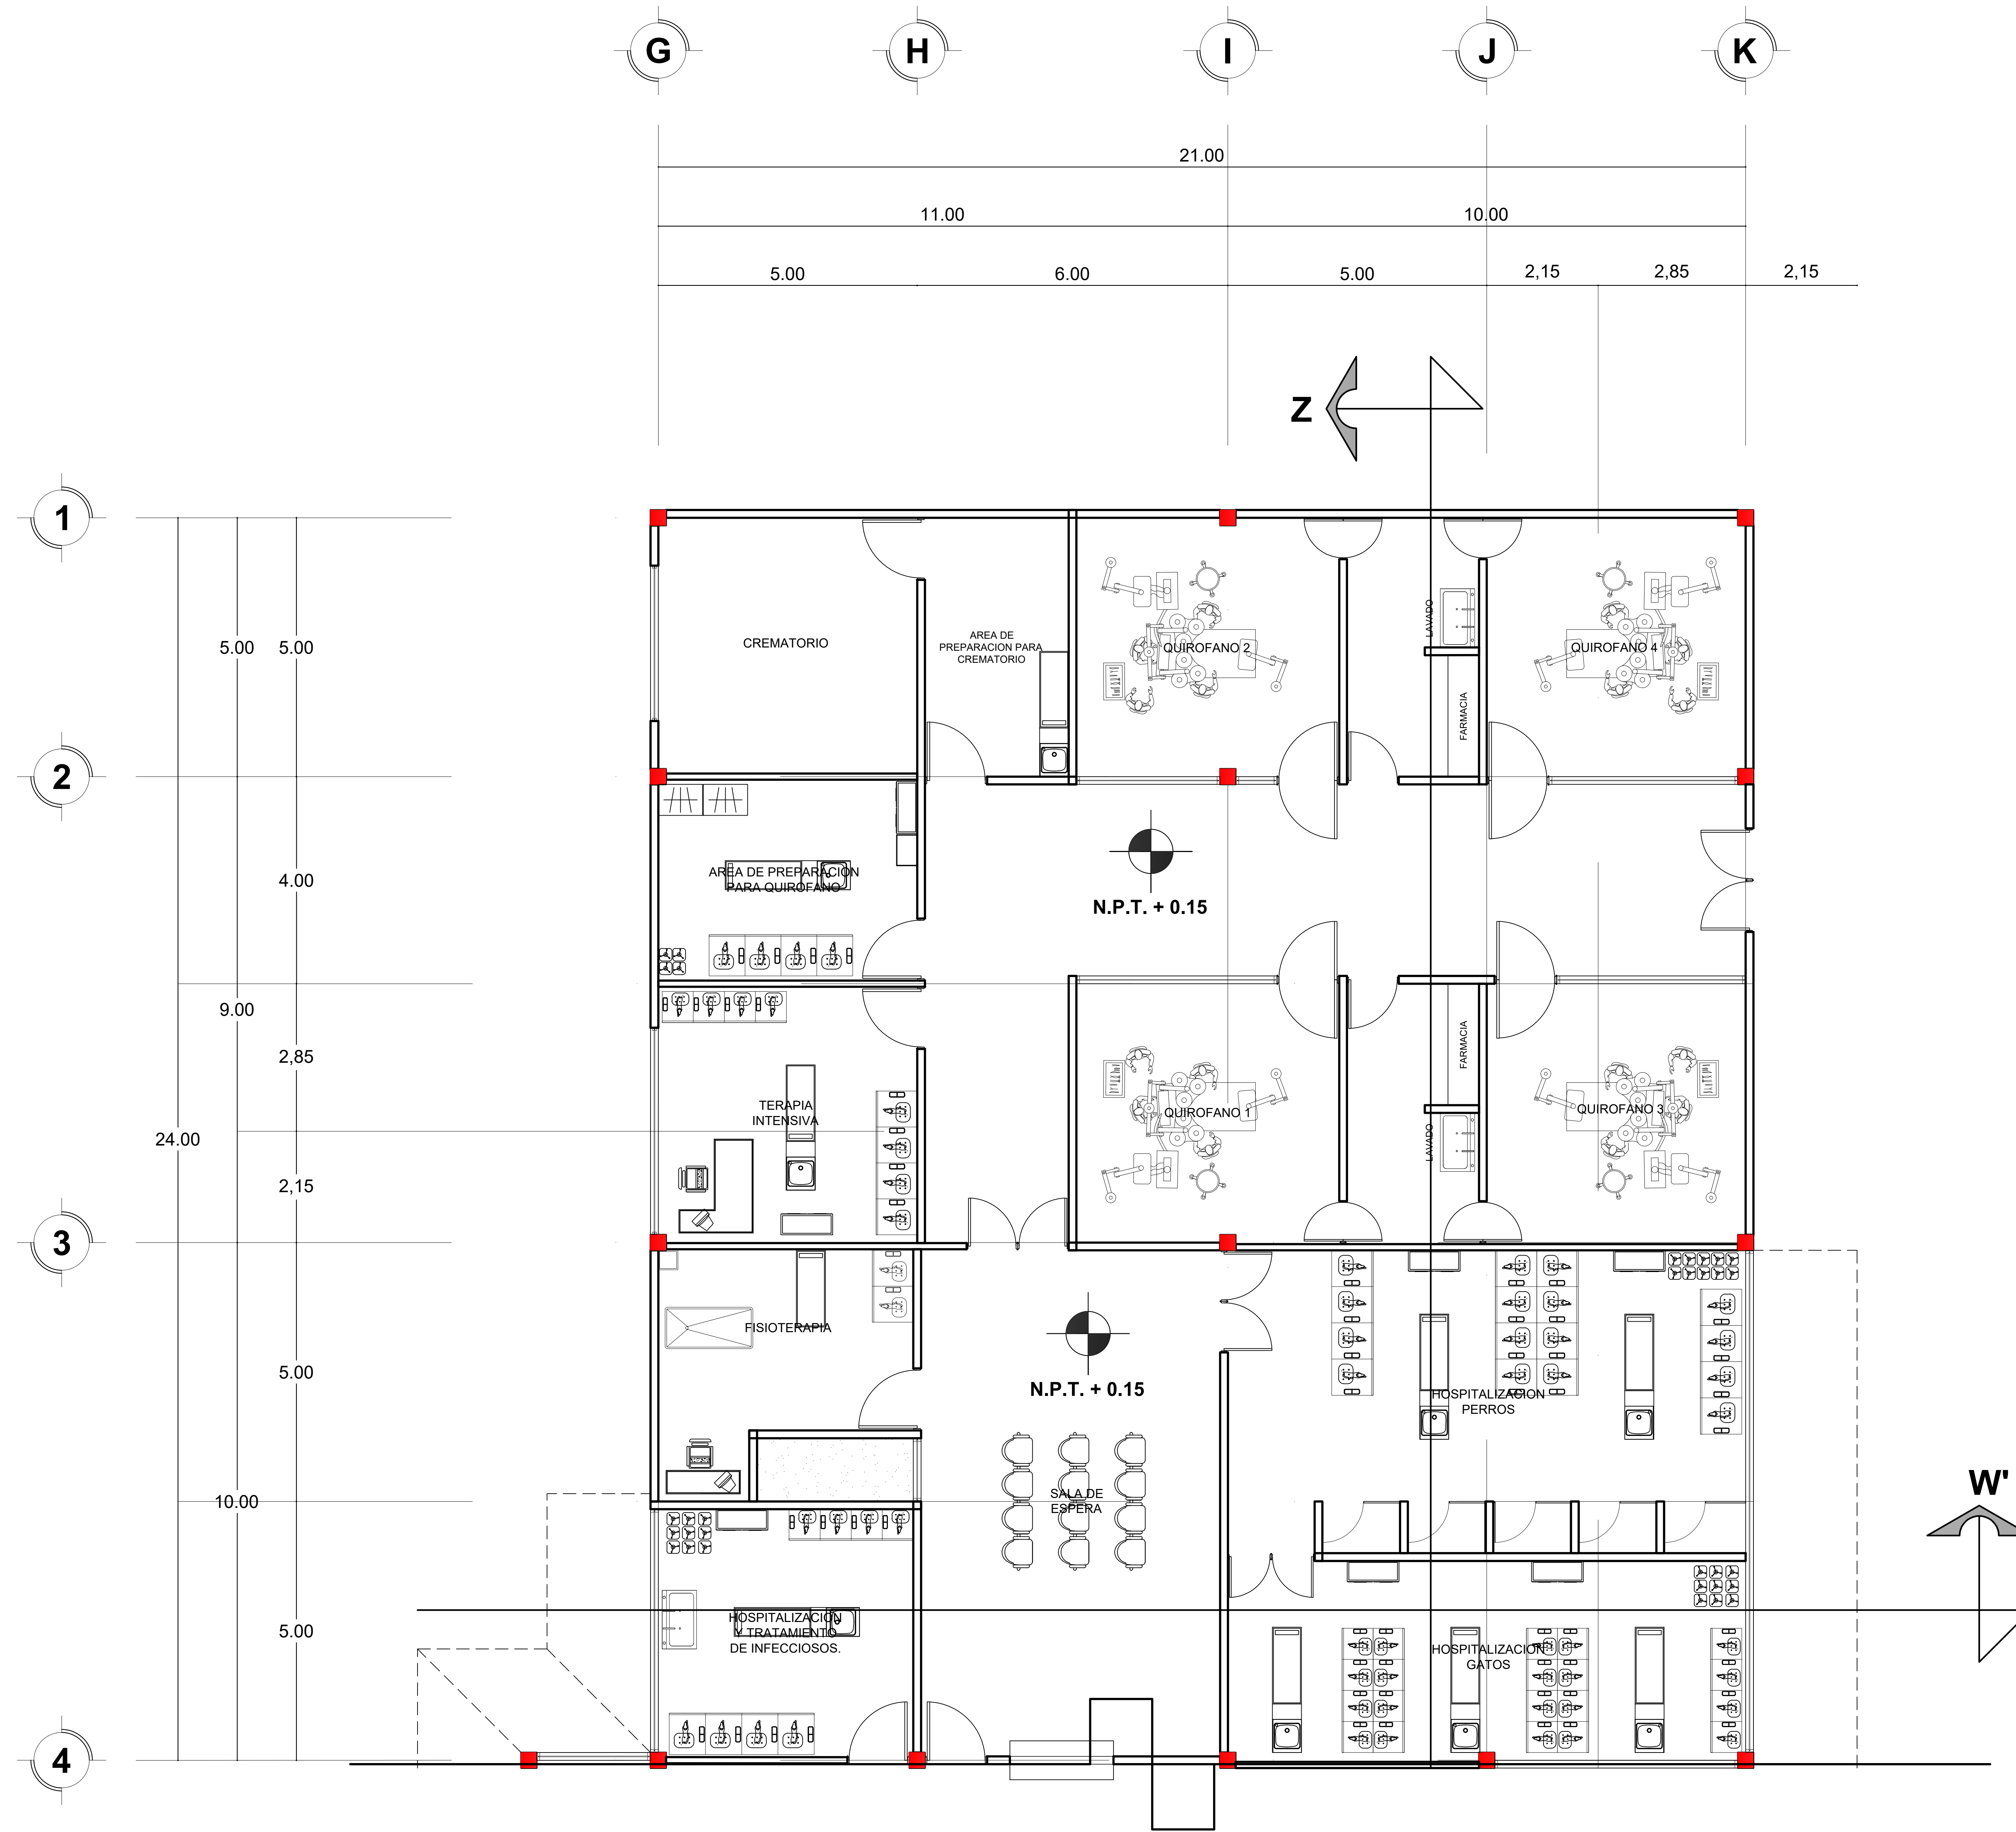 G H I J K
21.00
11.00 10.00
5.00 6.00 5.00 2,15 2,85 2,15
Z
1
LAVADO
5.00 5.00
CREMATORIO
AREA DE
PREPARACION PARA
CREMATORIO
QUIROFANO 2
QUIROFANO 4
FARMACIA
2
4.00
AREA DE PREPARACION
PARA QUIROFANO
N.P.T. + 0.15
9.00
2,85
FARMACIA
TERAPIA
INTENSIVA
QUIROFANO 1
QUIROFANO 3
24.00
LAVADO
2,15
3
FISIOTERAPIA
5.00
N.P.T. + 0.15
HOSPITALIZACION
PERROS
W'
10.00
SALA DE
ESPERA
5.00
HOSPITALIZACION
Y TRATAMIENTO
DE INFECCIOSOS.
HOSPITALIZACION
GATOS
4